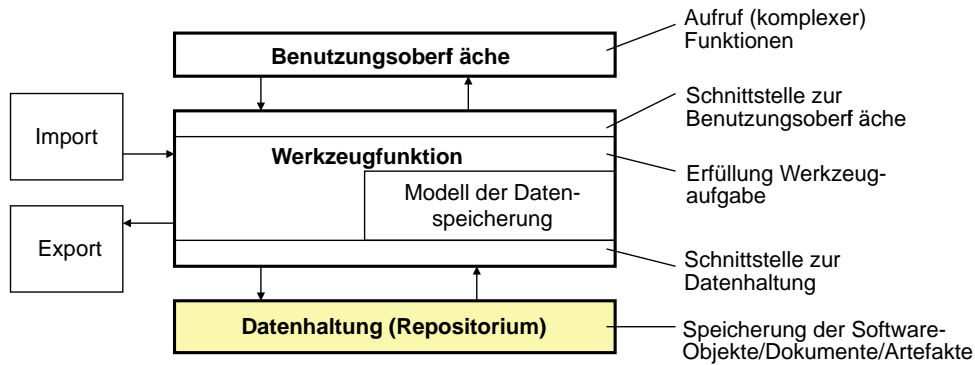 Aufruf (komplexer)
Funktionen
Benutzungsoberf äche
Schnittstelle zur
Benutzungsoberf äche
Import
Werkzeugfunktion
Erfüllung Werkzeug-
aufgabe
Modell der Daten-
speicherung
Export
Schnittstelle zur
Datenhaltung
Datenhaltung (Repositorium)
Speicherung der Software-
Objekte/Dokumente/Artefakte